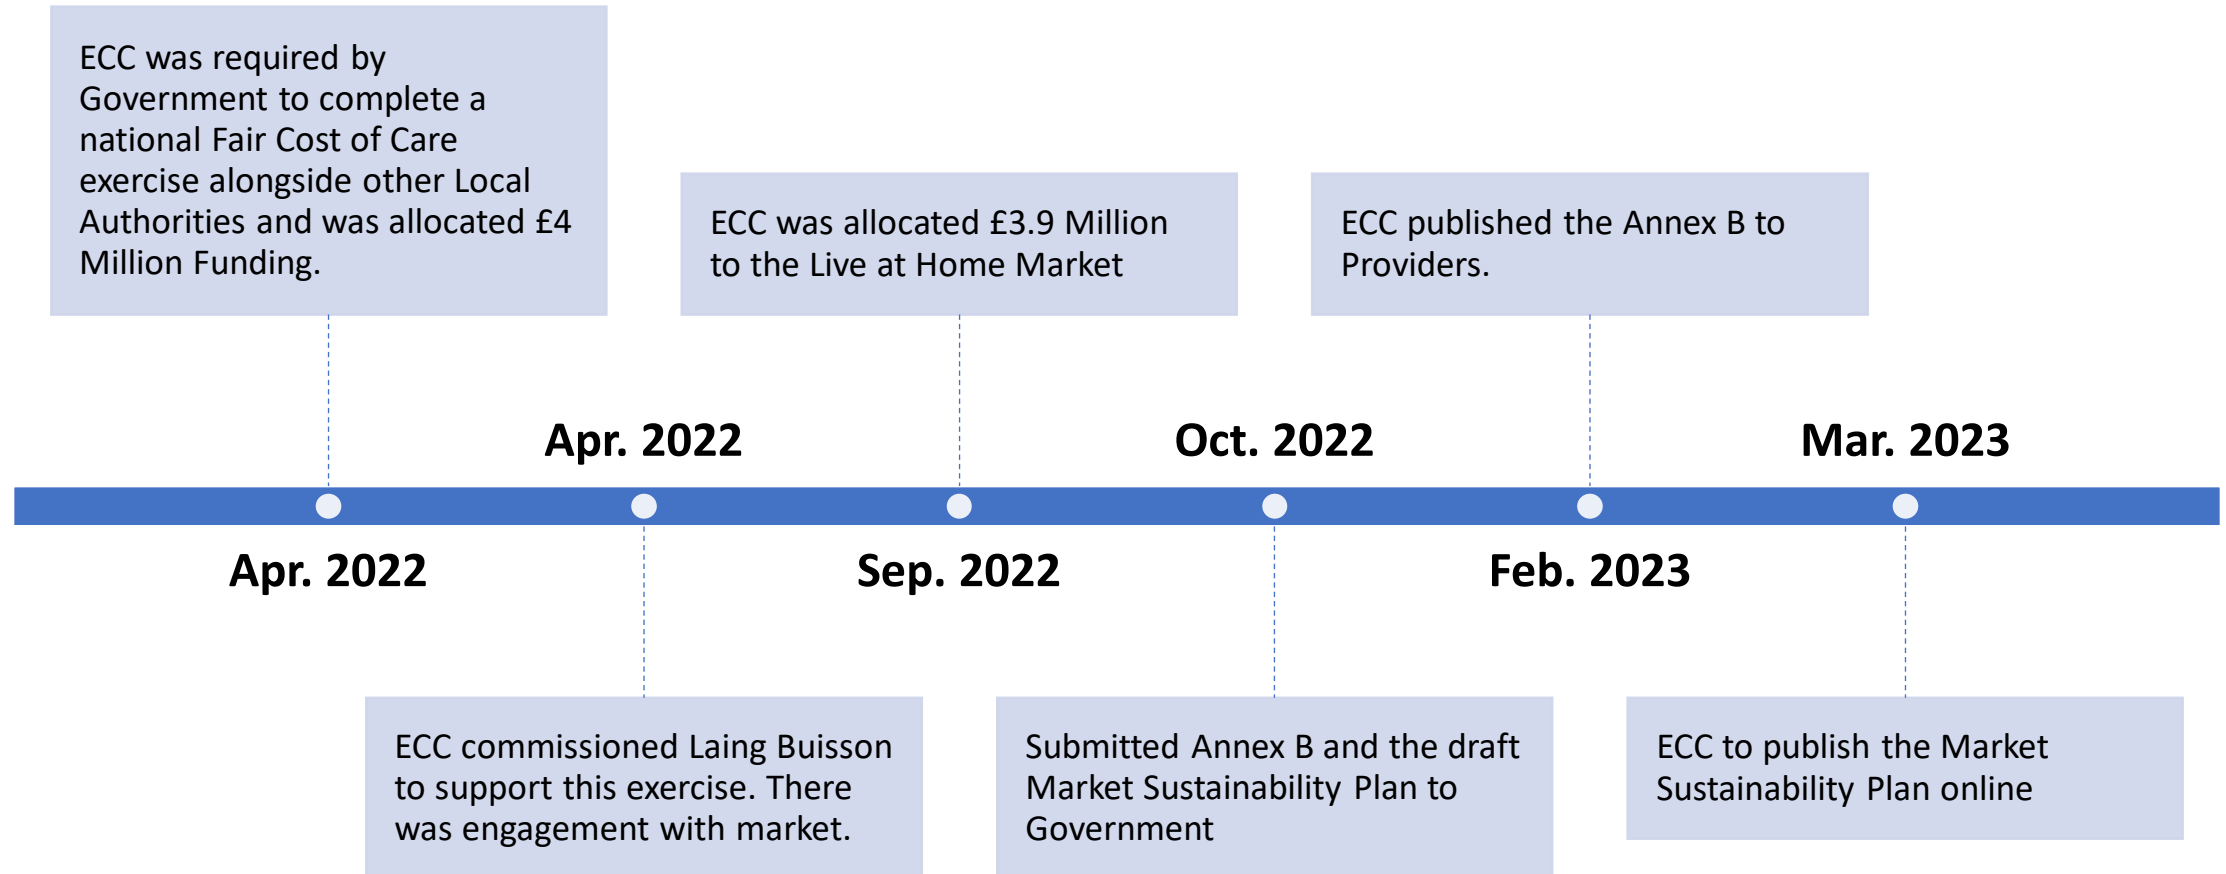 ECC was required by
Government to complete a
national Fair Cost of Care
exercise alongside other Local
Authorities and was allocated £4
Million Funding.
ECC was allocated £3.9 Million
to the Live at Home Market
ECC published the Annex B to
Providers.
Apr. 2022
Oct. 2022
Mar. 2023
Apr. 2022
Sep. 2022
Feb. 2023
ECC commissioned Laing Buisson
to support this exercise. There
was engagement with market.
Submitted Annex B and the draft
Market Sustainability Plan to
Government
ECC to publish the Market
Sustainability Plan online